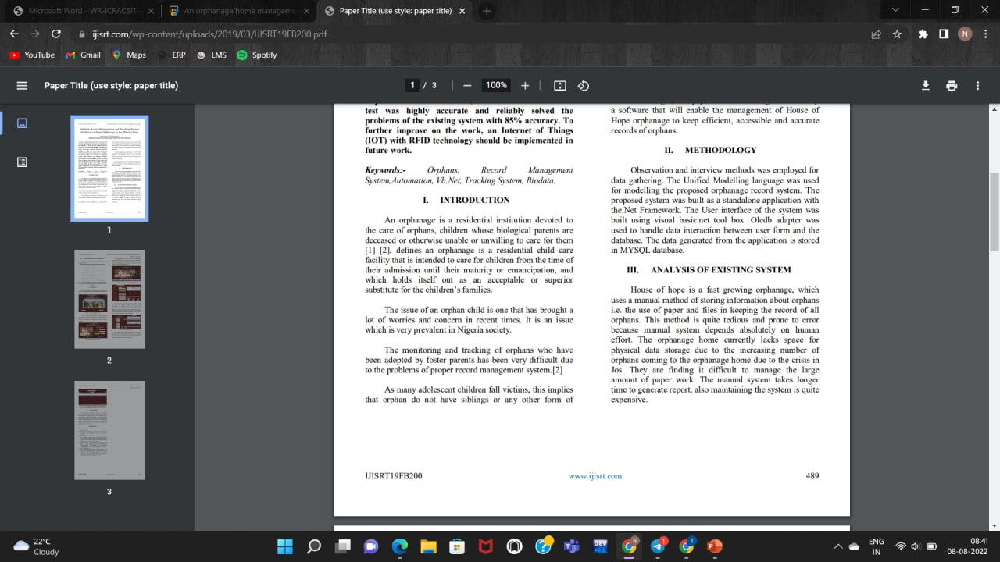 Microsoft Word - WR-ICRACSIT-
An orphanage home managem
Paper Title (use style: paper title)
ijisrt.com/wp-content/uploads/2019/03/IJISRT19FB200.pdf
N
YouTube
Gmail
Maps
ERP
LMS
Spotify
Paper Title (use style: paper title)
1 / 3
100%
test was highly accurate and reliably solved the
problems of the existing system with 85% accuracy. To
further improve on the work, an Internet of Things
(IOT) with RFID technology should be implemented in
future work.
Keywords:- Orphans, Record Management
System,Automation, Vb.Net, Tracking System, Biodata.
I. INTRODUCTION
An orphanage is a residential institution devoted to
the care of orphans, children whose biological parents are
deceased or otherwise unable or unwilling to care for them
[1] [2], defines an orphanage is a residential child care
facility that is intended to care for children from the time of
their admission until their maturity or emancipation, and
which holds itself out as an acceptable or superior
substitute for the children's families.
The issue of an orphan child is one that has brought a
lot of worries and concern in recent times. It is an issue
which is very prevalent in Nigeria society.
The monitoring and tracking of orphans who have
been adopted by foster parents has been very difficult due
to the problems of proper record management system.[2]
As many adolescent children fall victims, this implies
that orphan do not have siblings or any other form of
a software that will enable the management of House of
Hope orphanage to keep efficient, accessible and accurate
records of orphans.
II. METHODOLOGY
Observation and interview methods was employed for
data gathering. The Unified Modelling language was used
for modelling the proposed orphanage record system. The
proposed system was built as a standalone application with
the.Net Framework. The User interface of the system was
built using visual basic.net tool box. Oledb adapter was
used to handle data interaction between user form and the
database. The data generated from the application is stored
in MYSQL database.
III. ANALYSIS OF EXISTING SYSTEM
House of hope is a fast growing orphanage, which
uses a manual method of storing information about orphans
i.e. the use of paper and files in keeping the record of all
orphans. This method is quite tedious and prone to error
because manual system depends absolutely on human
effort. The orphanage home currently lacks space for
physical data storage due to the increasing number of
orphans coming to the orphanage home due to the crisis in
Jos. They are finding it difficult to manage the large
amount of paper work. The manual system takes longer
time to generate report, also maintaining the system is quite
expensive.
IJISRT19FB200
www.ijisrt.com
489
1
2
3
22°C
Cloudy
ENG
IN
08:41
08-08-2022